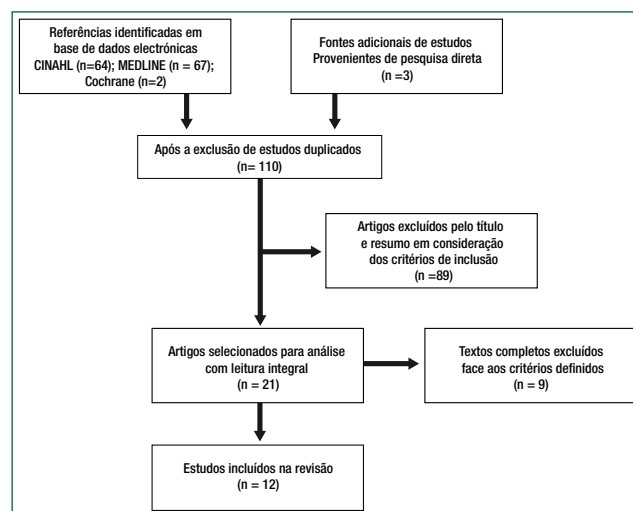 Referências identificadas em
base de dados electrónicas
CINAHL (n=64); MEDLINE (n = 67);
Cochrane (n=2)
Fontes adicionais de estudos
Provenientes de pesquisa direta
(n =3)
Após a exclusão de estudos duplicados
(n= 110)
Artigos excluídos pelo título
e resumo em consideração
dos critérios de inclusão
(n =89)
Artigos selecionados para análise
com leitura integral
(n = 21)
Textos completos excluídos
face aos critérios definidos
(n = 9)
Estudos incluídos na revisão
(n = 12)